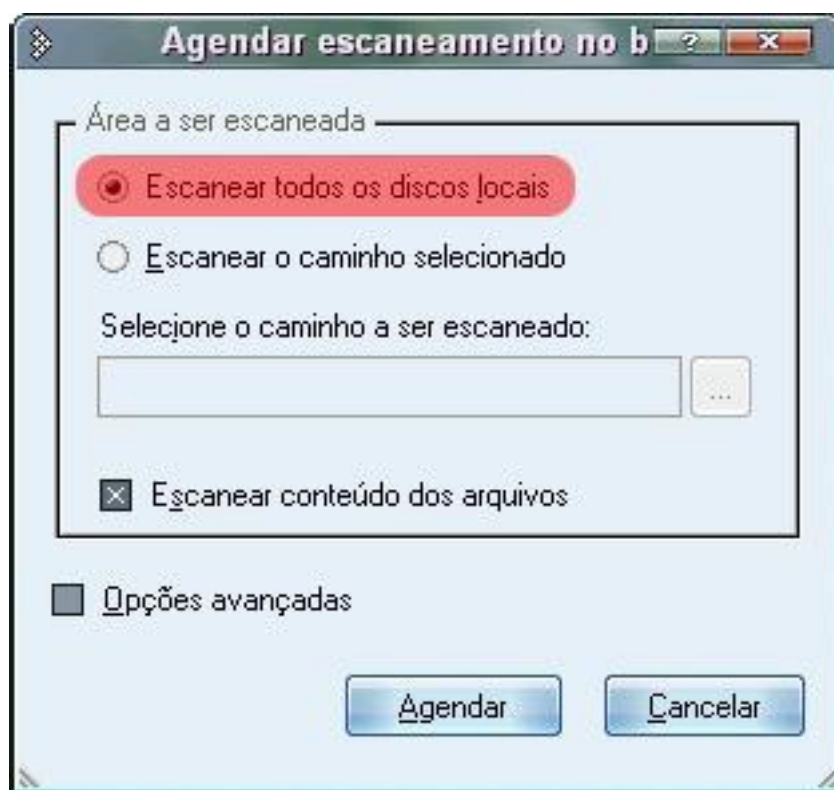 Agendar escaneamento no b
Área a ser escaneada
Escanear todos os discos locais
Escanear o caminho selecionado
Selecione o caminho a ser escaneado:
...
Escanear conteúdo dos arquivos
Opções avançadas
Agendar
Cancelar